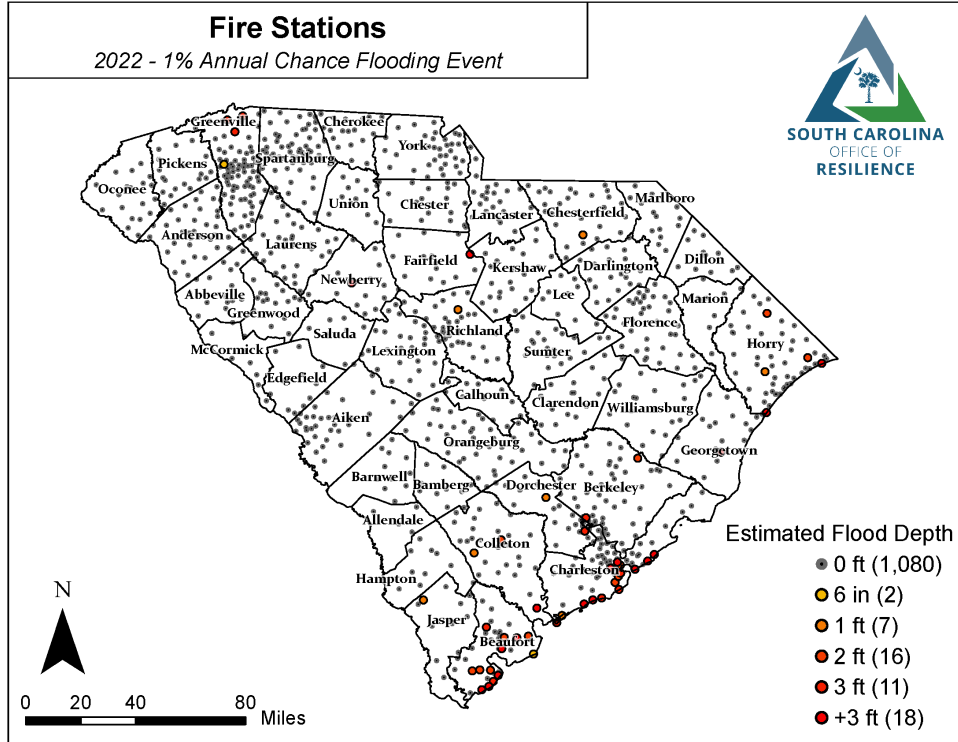 Fire Stations
2022 - 1% Annual Chance Flooding Event
SOUTH CAROLINA
OFFICE OF
RESILIENCE
Greenville
Cherokee
York
Pickens
Spartanburg
Oconee
Union
Chester
Lancaster
Chesterfield
Marlboro
Anderson
Laurens
Fairfield
Kershaw
Darlington
Dillon
Newberry
Abbeville
Lee
Marion
Greenwood
Saluda
Richland
Florence
Horry
McCormick
Lexington
Sumter
Edgefield
Calhoun
Clarendon
Williamsburg
Aiken
Orangeburg
Georgetown
Barnwell
Bamberg
Dorchester
Berkeley
Allendale
Colleton
Charleston
Hampton
Jasper
Beaufort
Estimated Flood Depth
0 ft (1,080)
6 in (2)
1 ft (7)
2 ft (16)
3 ft (11)
+3 ft (18)
N
0 20 40 80
Miles